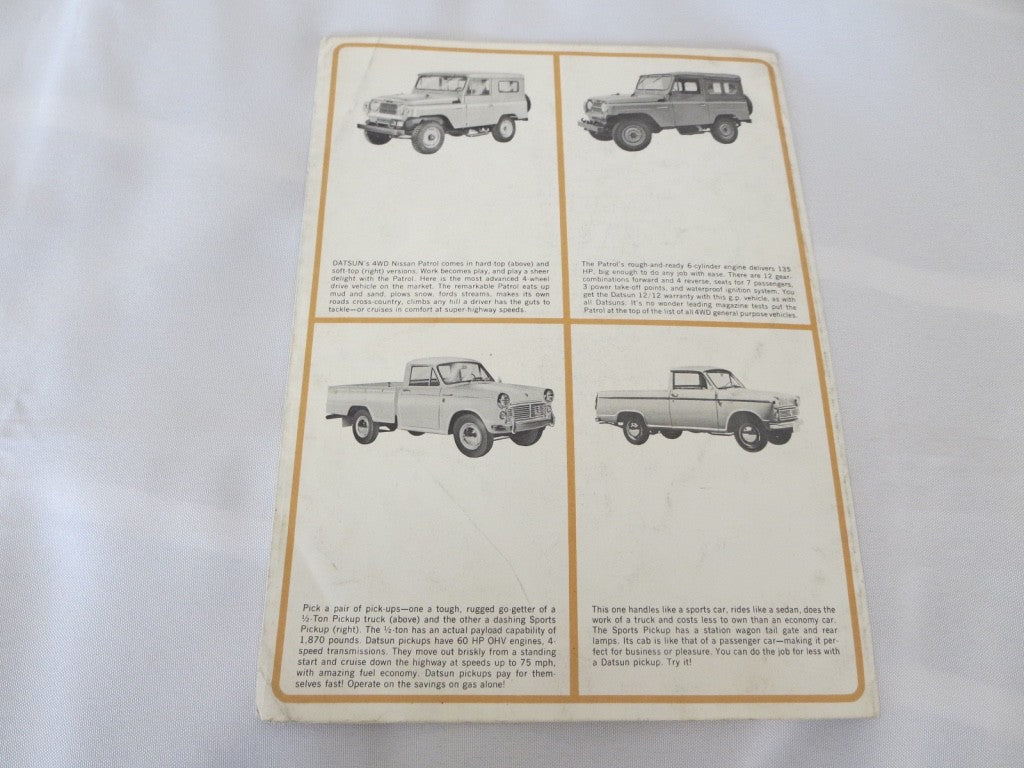 DATSUN's 4WD Nissan Patrol comes in hard-top (above) and
soft-top (right) versions. Work becomes play, and play a sheer
delight with the Patrol. Here is the most advanced 4-wheel
drive vehicle on the market. The remarkable Patrol eats up
mud and sand, plows snow, fords streams, makes its own
roads cross-country, climbs any hill a driver has the guts to
tackle—or cruises in comfort at super-highway speeds.
The Patrol's rough-and-ready 6-cylinder engine delivers 135
HP, big enough to do any job with ease. There are 12 gear-
combinations forward and 4 reverse, seats for 7 passengers,
3 power take-off points, and waterproof ignition system. You
get the Datsun 12/12 warranty with this g.p. vehicle, as with
all Datsuns. It's no wonder leading magazine tests put the
Patrol at the top of the list of all 4WD general purpose vehicles.
Pick a pair of pick-ups—one a tough, rugged go-getter of a
½-Ton Pickup truck (above) and the other a dashing Sports
Pickup (right). The ½-ton has an actual payload capability of
1,870 pounds. Datsun pickups have 60 HP OHV engines, 4-
speed transmissions. They move out briskly from a standing
start and cruise down the highway at speeds up to 75 mph,
with amazing fuel economy. Datsun pickups pay for them-
selves fast! Operate on the savings on gas alone!
This one handles like a sports car, rides like a sedan, does the
work of a truck and costs less to own than an economy car.
The Sports Pickup has a station wagon tail gate and rear
lamps. Its cab is like that of a passenger car—making it per-
fect for business or pleasure. You can do the job for less with
a Datsun pickup. Try it!